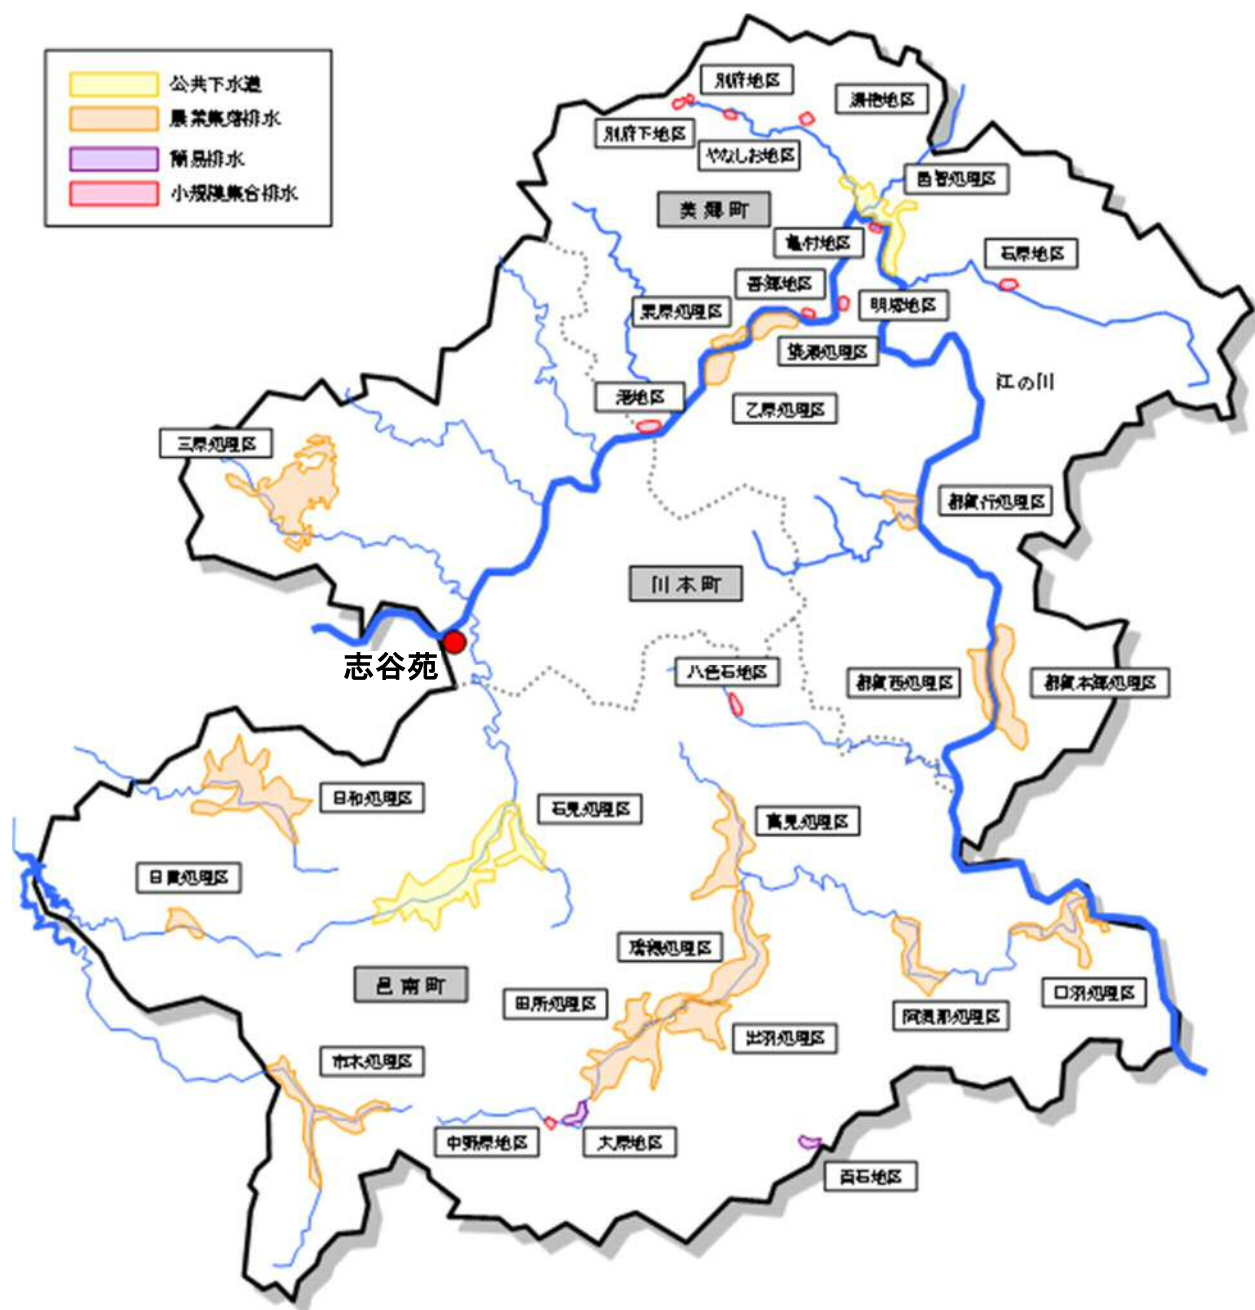 公共下水道
農業集落排水
簡易排水
小規模集合排水
別府地区
湯抱地区
別府下地区
やなしお地区
邑智処理区
美郷町
亀村地区
石原地区
吾郷地区
粟原処理区
明塚地区
簗瀬処理区
江の川
港地区
乙原処理区
三原処理区
都賀行処理区
川本町
志谷苑
八色石地区
都賀西処理区
都賀本郷処理区
日和処理区
石見処理区
高見処理区
日貫処理区
瑞穂処理区
邑南町
田所処理区
口羽処理区
阿須那処理区
出羽処理区
市木処理区
中野原地区
大原地区
百石地区